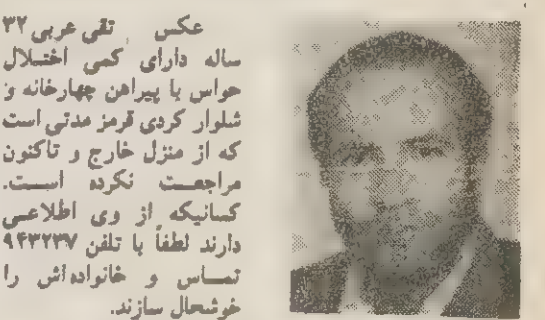 عکس تقی عربی ۳۲
ساله دارای کمی اختلال
حواس با پیراهن چهارخانه و
شلوار کردی قرمز مدتی است
که از منزل خارج و تاکنون
مراجعت نکرده است.
کسانیکه از وی اطلاعی
دارند لطفاً با تلفن ۹۴۳۲۳۷
تماس و خانواده‌اش را
خوشحال سازند.